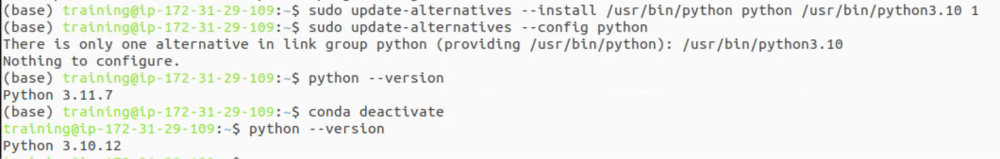 (base) training@ip-172-31-29-109:~$ sudo update-alternatives --install /usr/bin/python python /usr/bin/python3.10 1
(base) training@ip-172-31-29-109:~$ sudo update-alternatives --config python
There is only one alternative in link group python (providing /usr/bin/python): /usr/bin/python3.10
Nothing to configure.
(base) training@ip-172-31-29-109:~$ python --version
Python 3.11.7
(base) training@ip-172-31-29-109:~$ conda deactivate
training@ip-172-31-29-109:~$ python --version
Python 3.10.12